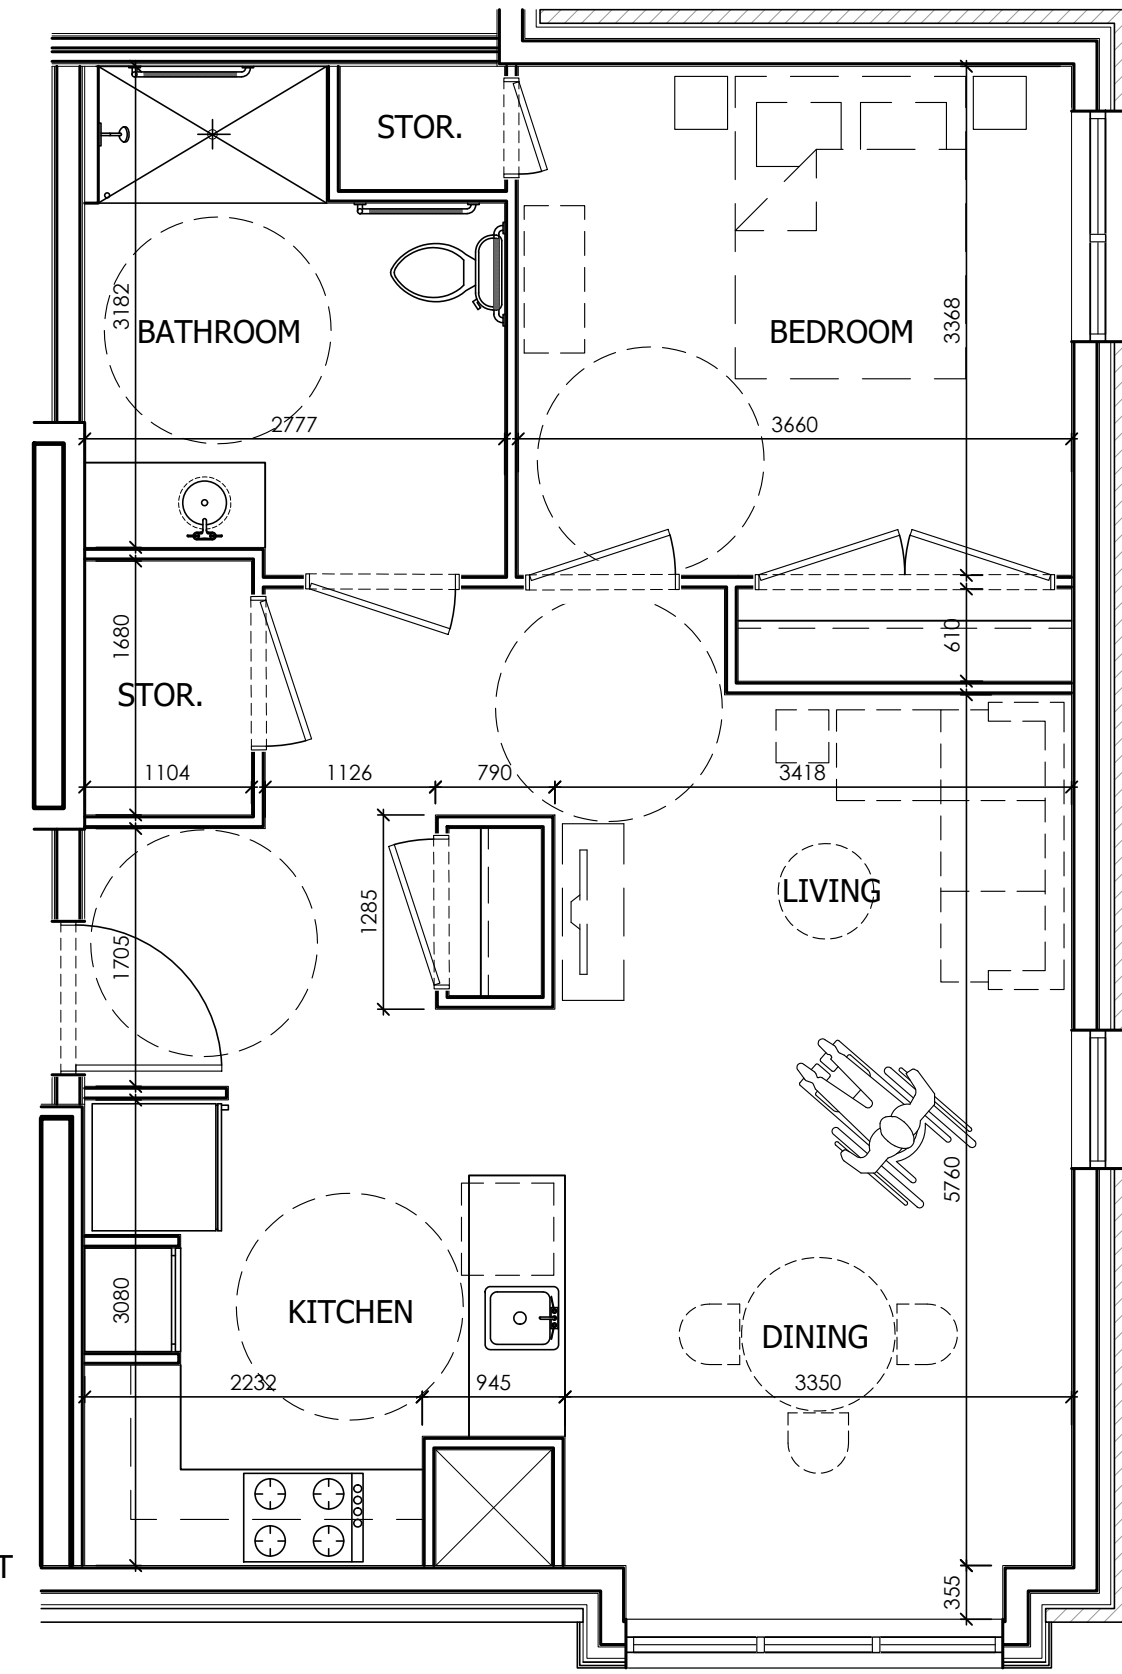 STOR.
3182
BATHROOM
BEDROOM
3368
2777
3660
1680
610
STOR.
1104
1126
790
3418
1285
LIVING
1705
5760
3080
KITCHEN
DINING
2232
945
3350
T
355